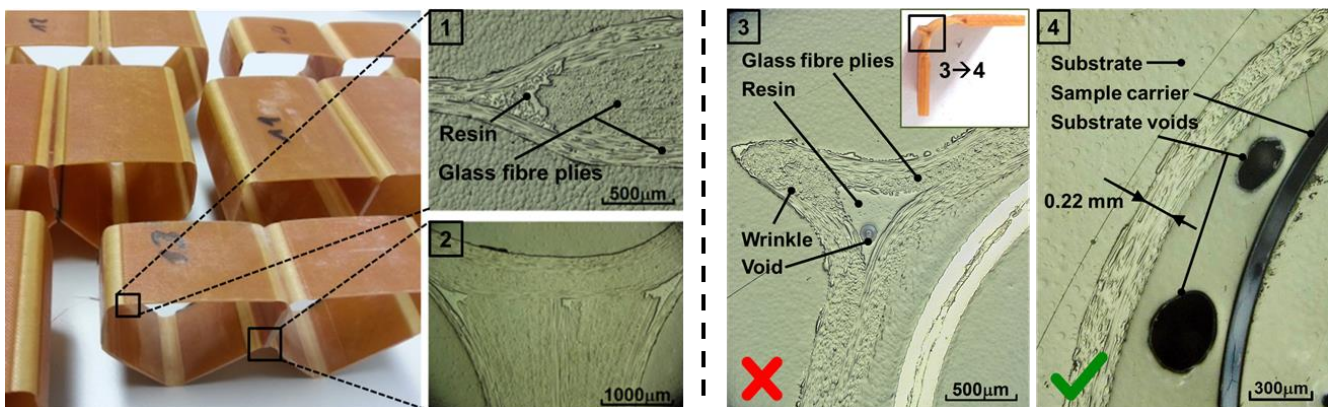 1
Resin
Glass fibre plies
500µm
2
1000µm
3
Glass fibre plies
Resin
3→4
Wrinkle
Void
500µm
4
Substrate
Sample carrier
Substrate voids
0.22 mm
300µm